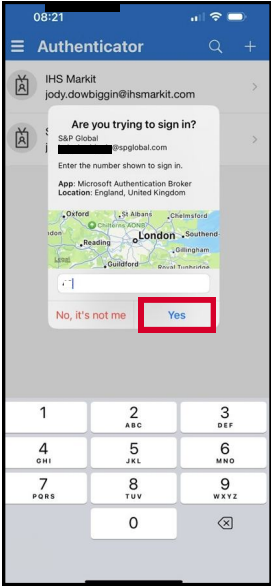 08:21
Authenticator
IHS Markit
jody.dowbiggin@ihsmarkit.com
S
j
Are you trying to sign in?
S&P Global
@spglobal.com
Enter the number shown to sign in.
App: Microsoft Authentication Broker
Location: England, United Kingdom
Oxford
St Albans
Chelmsford
Chilterns AONB
London
Southend-
Reading
Gillingham
Legal
Guildford
Royal Tunbridge
No, it's not me
Yes
1
2
ABC
3
DEF
4
GHI
5
JKL
6
MNO
7
PQRS
8
TUV
9
WXYZ
0